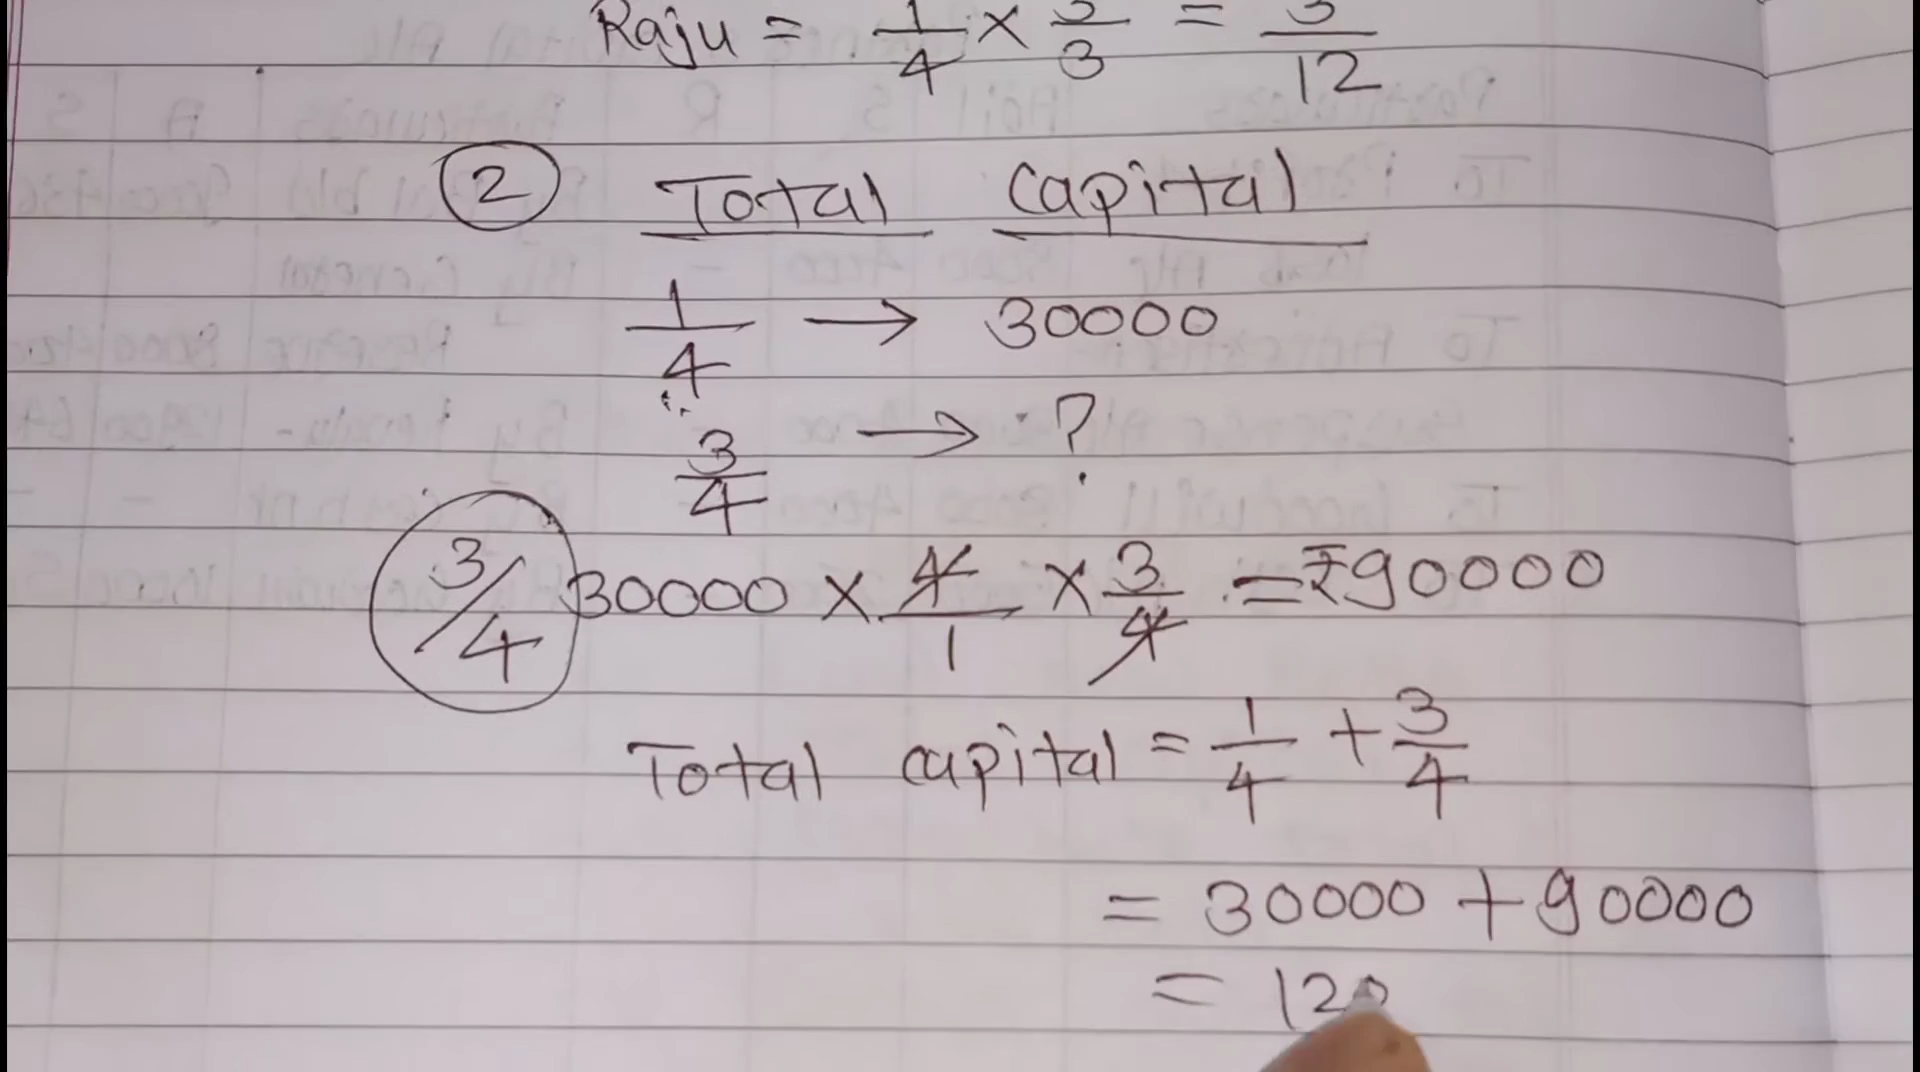 Raju = 1/4 × 3/3 = 3/12
② Total Capital
1/4 → 30000
3/4 → ?
3/4 30000 × 4/1 × 3/4 = ₹90000
Total capital = 1/4 + 3/4
= 30000 + 90000
= 120